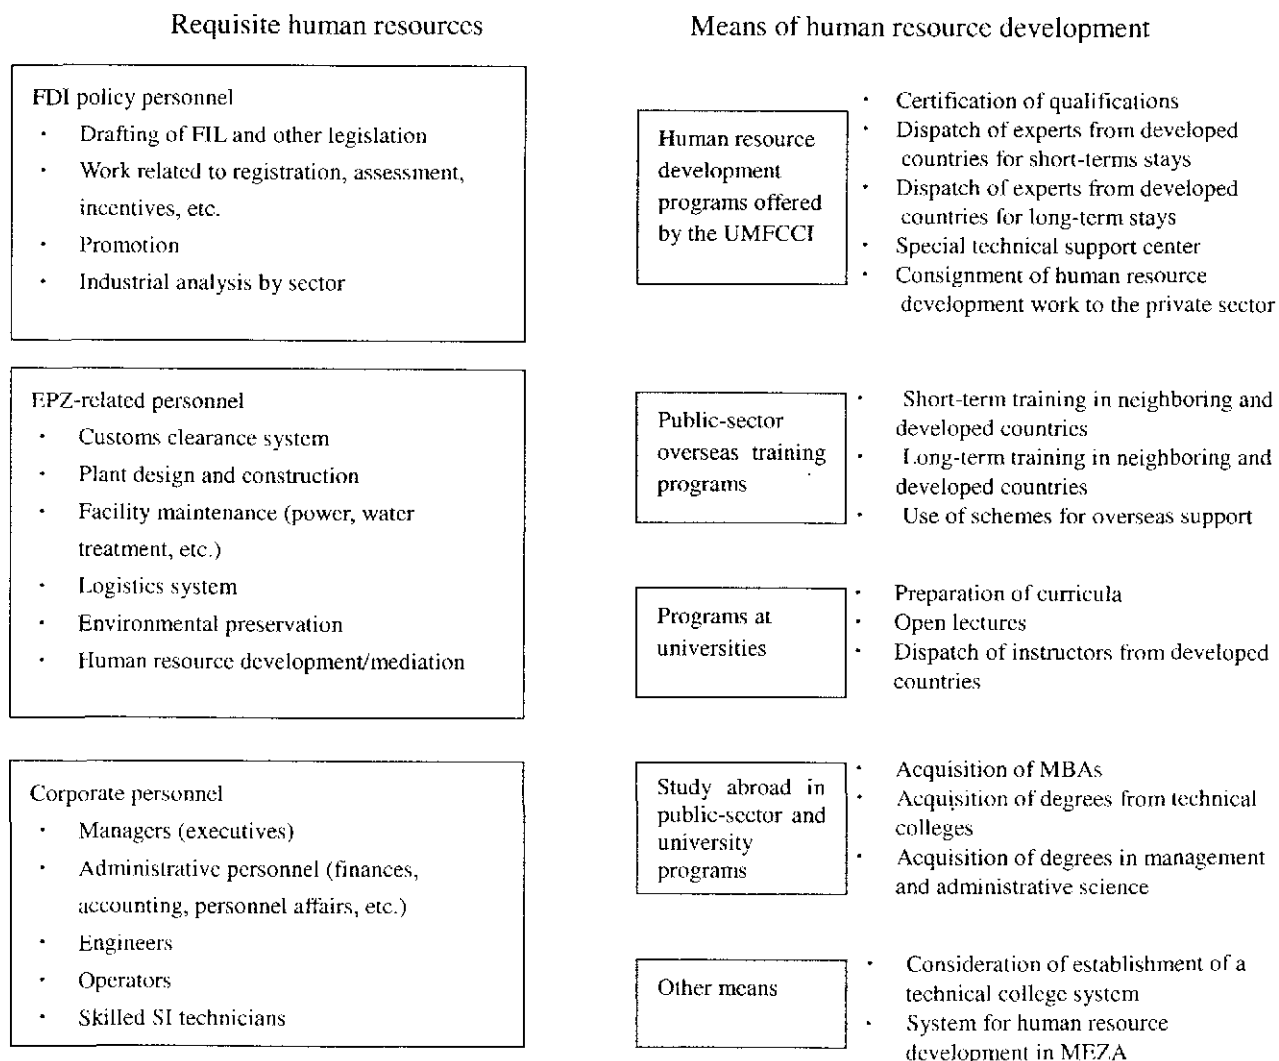 Requisite human resources
FDI policy personnel
· Drafting of FIL and other legislation
· Work related to registration, assessment,
incentives, etc.
· Promotion
· Industrial analysis by sector
EPZ-related personnel
· Customs clearance system
· Plant design and construction
· Facility maintenance (power, water
treatment, etc.)
· Logistics system
· Environmental preservation
· Human resource development/mediation
Corporate personnel
· Managers (executives)
· Administrative personnel (finances,
accounting, personnel affairs, etc.)
· Engineers
· Operators
· Skilled SI technicians
Means of human resource development
Human resource
development
programs offered
by the UMFCCI
· Certification of qualifications
· Dispatch of experts from developed
countries for short-terms stays
· Dispatch of experts from developed
countries for long-term stays
· Special technical support center
· Consignment of human resource
development work to the private sector
Public-sector
overseas training
programs
· Short-term training in neighboring and
developed countries
· Long-term training in neighboring and
developed countries
· Use of schemes for overseas support
Programs at
universities
· Preparation of curricula
· Open lectures
· Dispatch of instructors from developed
countries
Study abroad in
public-sector and
university
programs
· Acquisition of MBAs
· Acquisition of degrees from technical
colleges
· Acquisition of degrees in management
and administrative science
Other means
· Consideration of establishment of a
technical college system
· System for human resource
development in MEZA